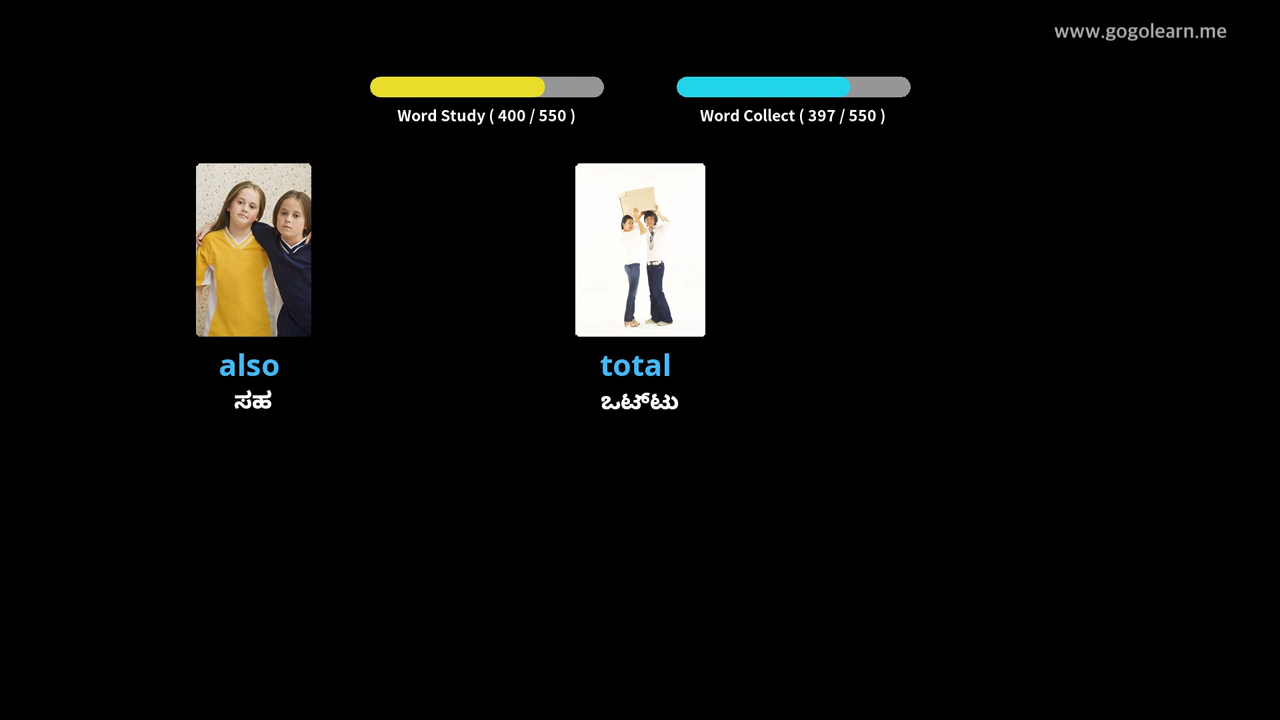 www.gogolearn.me
Word Study ( 400 / 550 )
Word Collect ( 397 / 550 )
also
ಸಹ
total
ಒಟ್ಟು